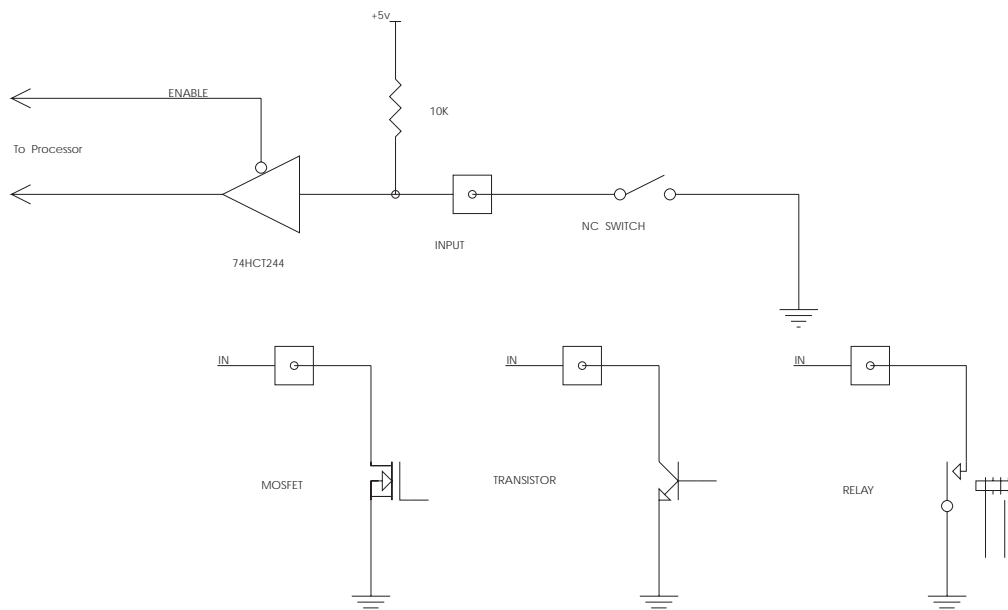 +5v
ENABLE
10K
To Processor
NC SWITCH
INPUT
74HCT244
IN
IN
IN
MOSFET
TRANSISTOR
RELAY